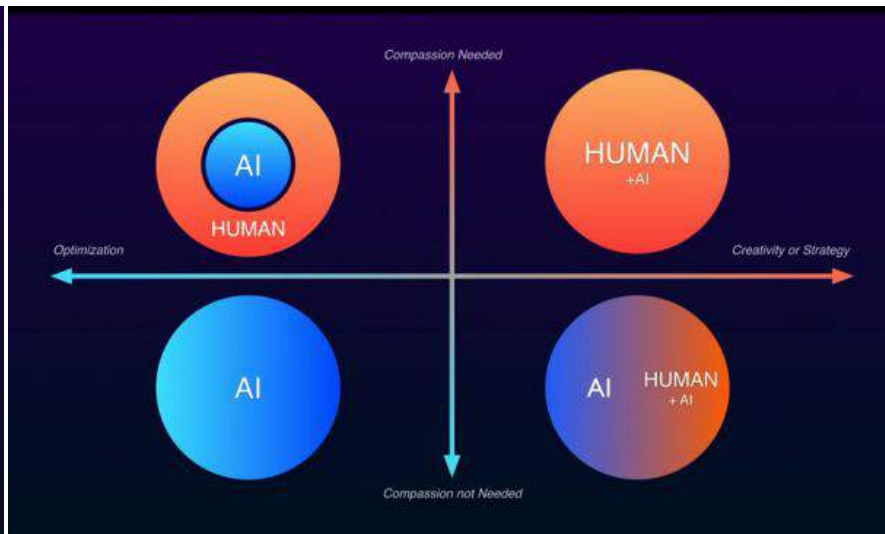 Compassion Needed
AI
HUMAN
HUMAN
+AI
Optimization
Creativity or Strategy
AI
AI
HUMAN
+ AI
Compassion not Needed